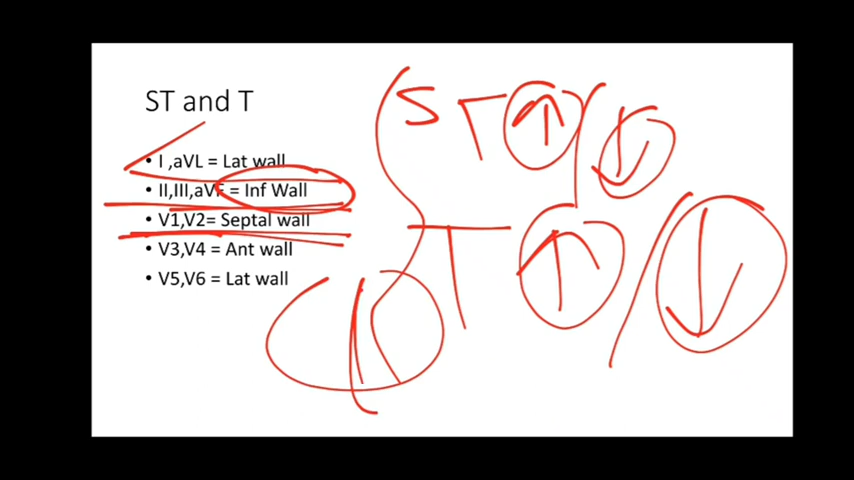 ST and T
• I ,aVL = Lat wall
• II,III,aVF = Inf Wall
• V1,V2= Septal wall
• V3,V4 = Ant wall
• V5,V6 = Lat wall
ST ↑ / ↓
T ↑ / ↓